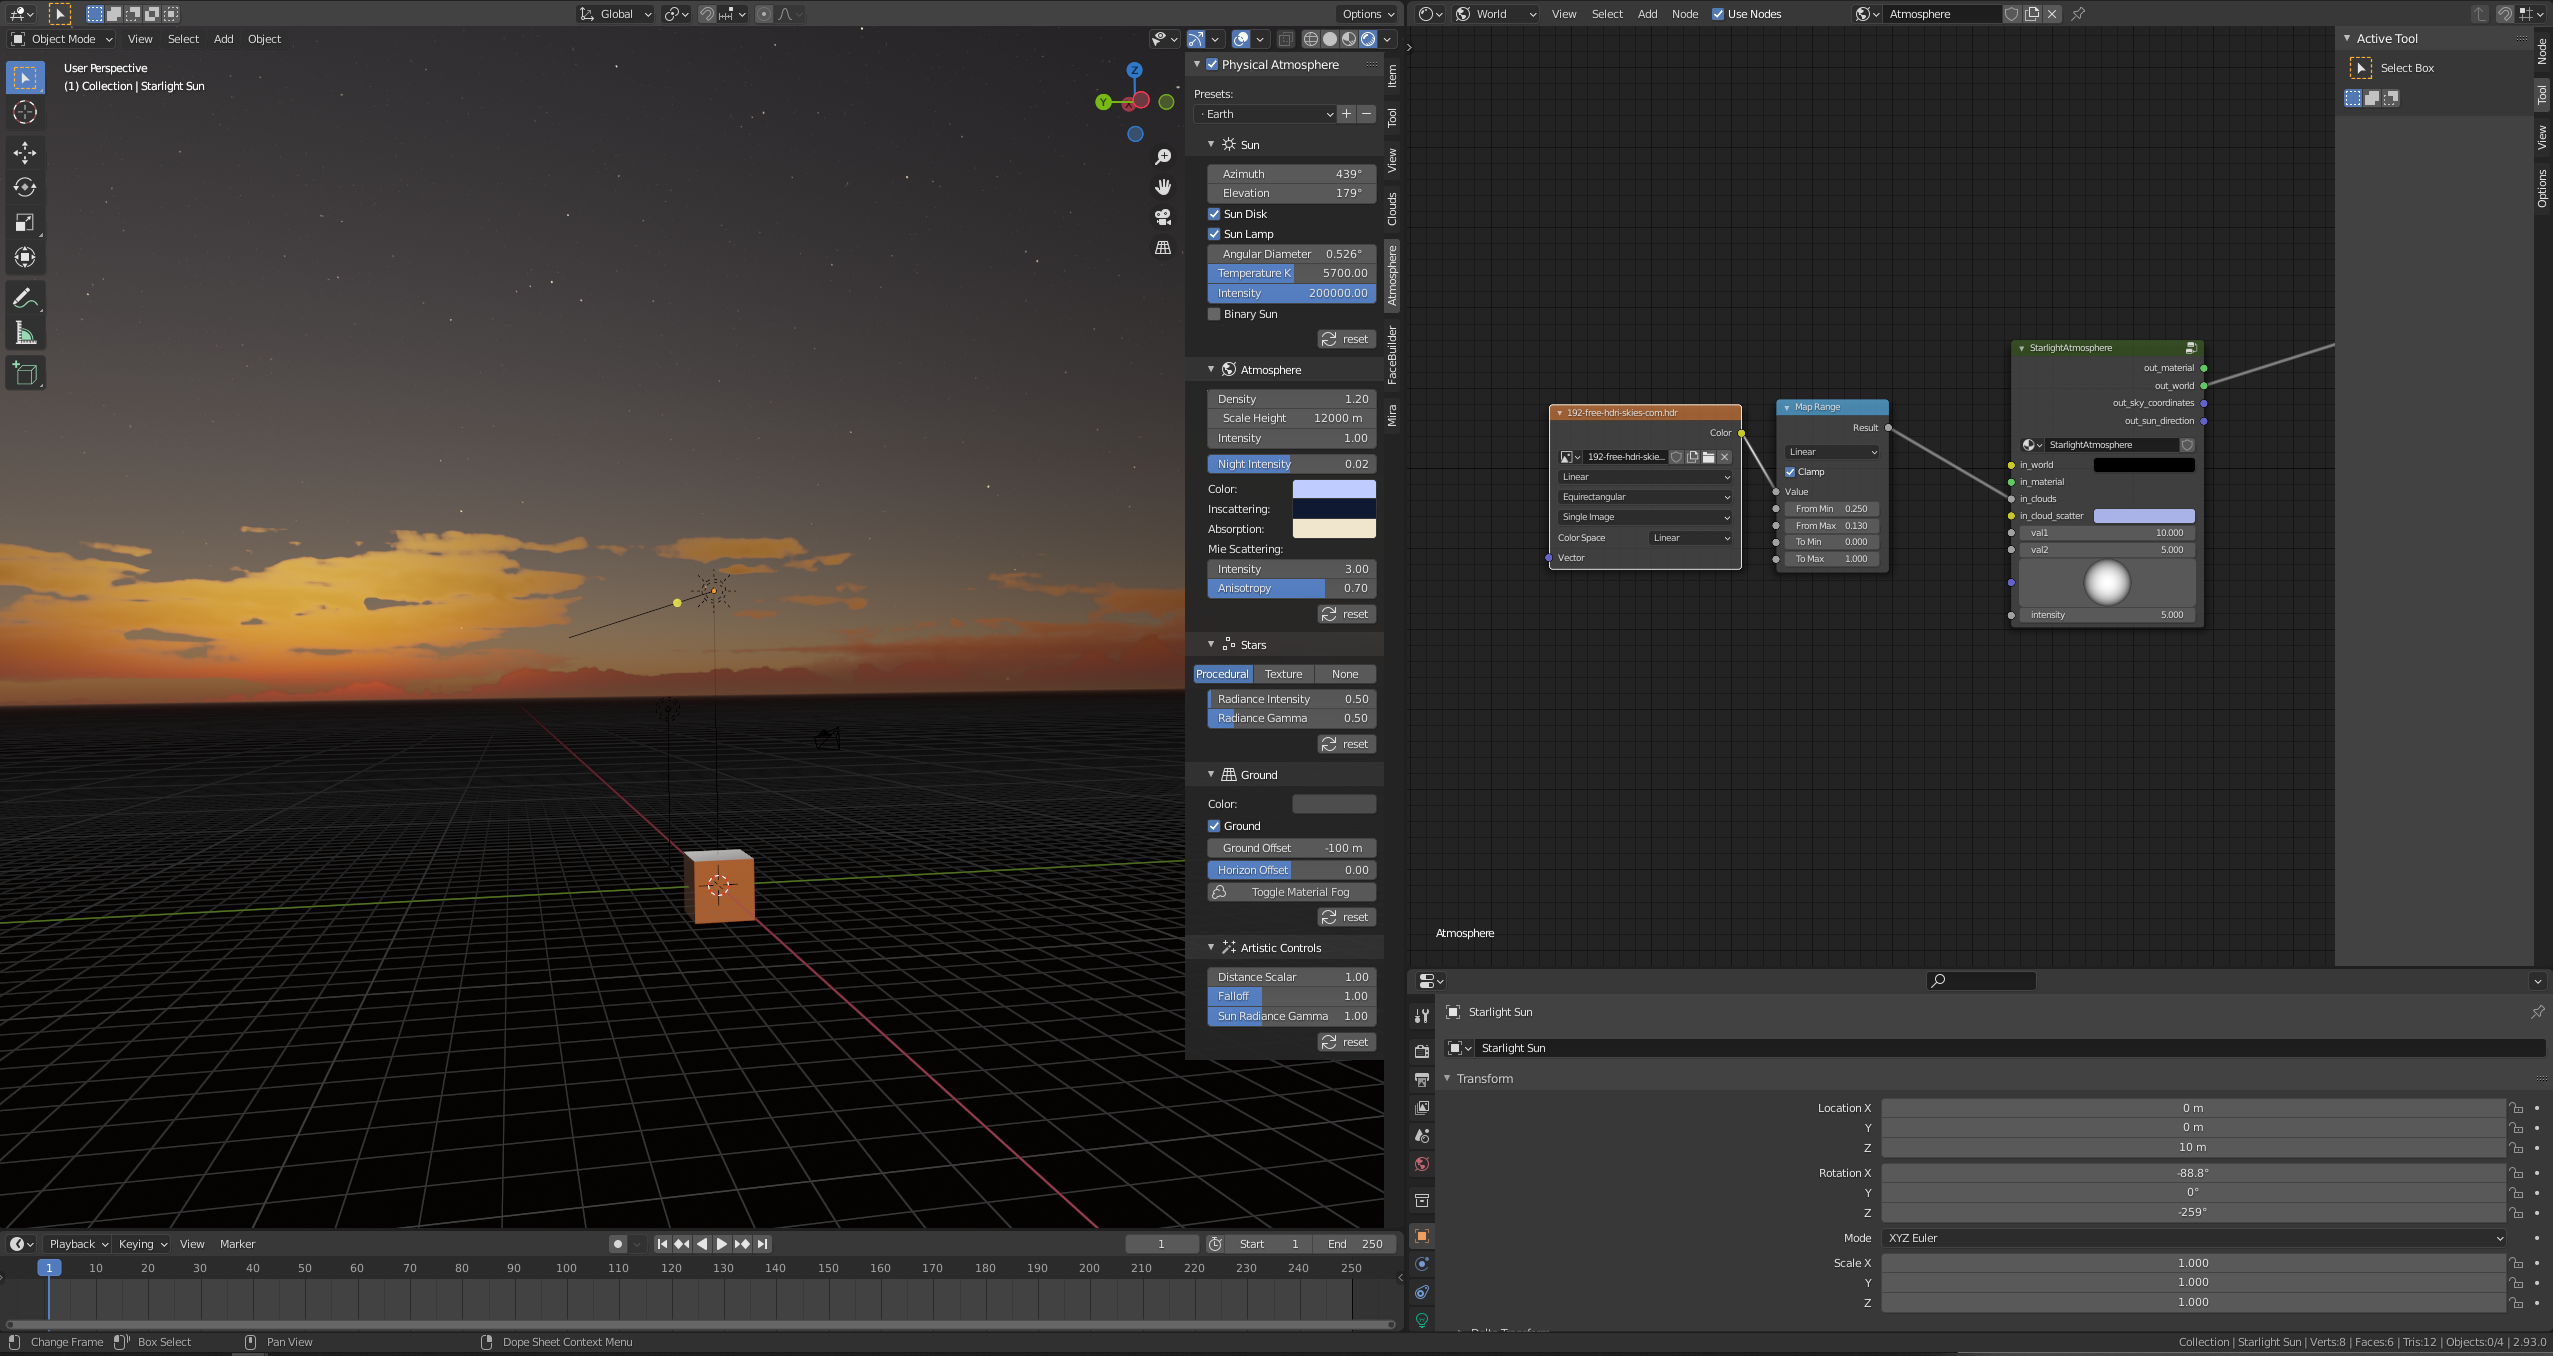 Global
Options
Object Mode
View
Select
Add
Object
User Perspective
(1) Collection | Starlight Sun
Z
Y
X
Physical Atmosphere
Presets:
· Earth
Sun
Azimuth 439°
Elevation 179°
Sun Disk
Sun Lamp
Angular Diameter 0.526°
Temperature K 5700.00
Intensity 200000.00
Binary Sun
reset
Atmosphere
Density 1.20
Scale Height 12000 m
Intensity 1.00
Night Intensity 0.02
Color:
Inscattering:
Absorption:
Mie Scattering:
Intensity 3.00
Anisotropy 0.70
reset
Stars
Procedural Texture None
Radiance Intensity 0.50
Radiance Gamma 0.50
reset
Ground
Color:
Ground
Ground Offset -100 m
Horizon Offset 0.00
Toggle Material Fog
reset
Artistic Controls
Distance Scalar 1.00
Falloff 1.00
Sun Radiance Gamma 1.00
reset
Item
Tool
View
Clouds
Atmosphere
FaceBuilder
Mira
World
View
Select
Add
Node
Use Nodes
Atmosphere
192-free-hdri-skies-com.hdr
Color
192-free-hdri-skie...
Linear
Equirectangular
Single Image
Color Space Linear
Vector
Map Range
Result
Linear
Clamp
Value
From Min 0.250
From Max 0.130
To Min 0.000
To Max 1.000
StarlightAtmosphere
out_material
out_world
out_sky_coordinates
out_sun_direction
StarlightAtmosphere
in_world
in_material
in_clouds
in_cloud_scatter
val1 10.000
val2 5.000
intensity 5.000
Atmosphere
Active Tool
Select Box
Node
Tool
View
Options
Starlight Sun
Starlight Sun
Transform
Location X 0 m
Y 0 m
Z 10 m
Rotation X -88.8°
Y 0°
Z -259°
Mode XYZ Euler
Scale X 1.000
Y 1.000
Z 1.000
Delta Transform
Playback
Keying
View
Marker
1
Start 1
End 250
1 10 20 30 40 50 60 70 80 90 100 110 120 130 140 150 160 170 180 190 200 210 220 230 240 250
Change Frame
Box Select
Pan View
Dope Sheet Context Menu
Collection | Starlight Sun | Verts:8 | Faces:6 | Tris:12 | Objects:0/4 | 2.93.0